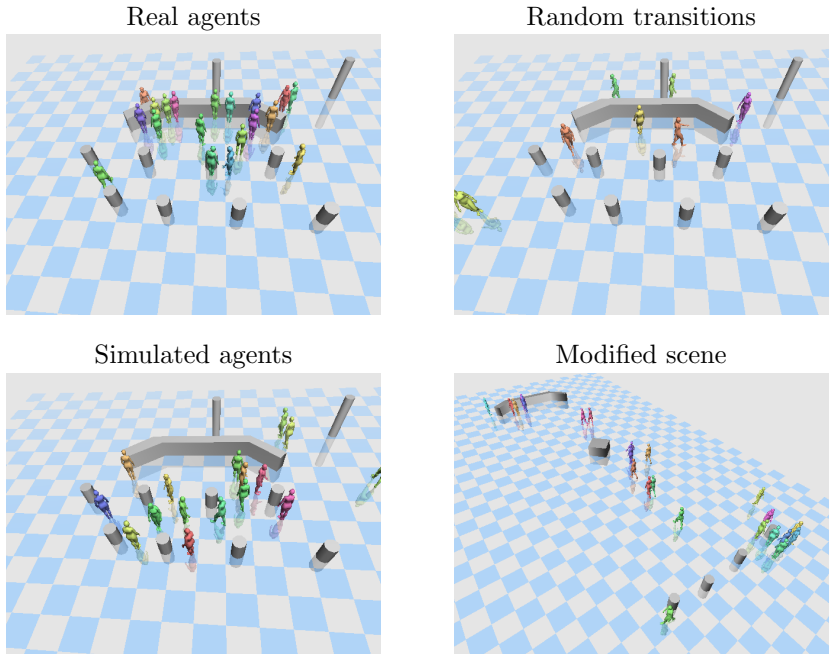 Real agents
Random transitions
Simulated agents
Modified scene